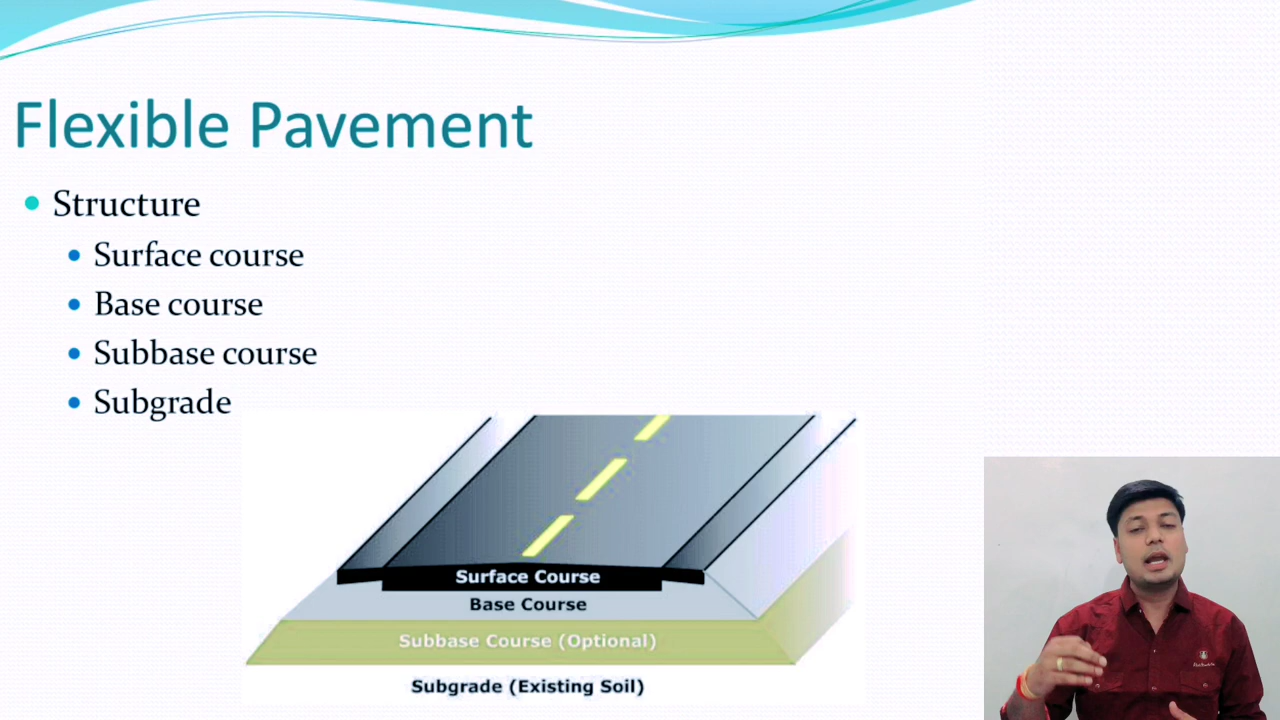 Flexible Pavement
Structure
Surface course
Base course
Subbase course
Subgrade
Surface Course
Base Course
Subbase Course (Optional)
Subgrade (Existing Soil)